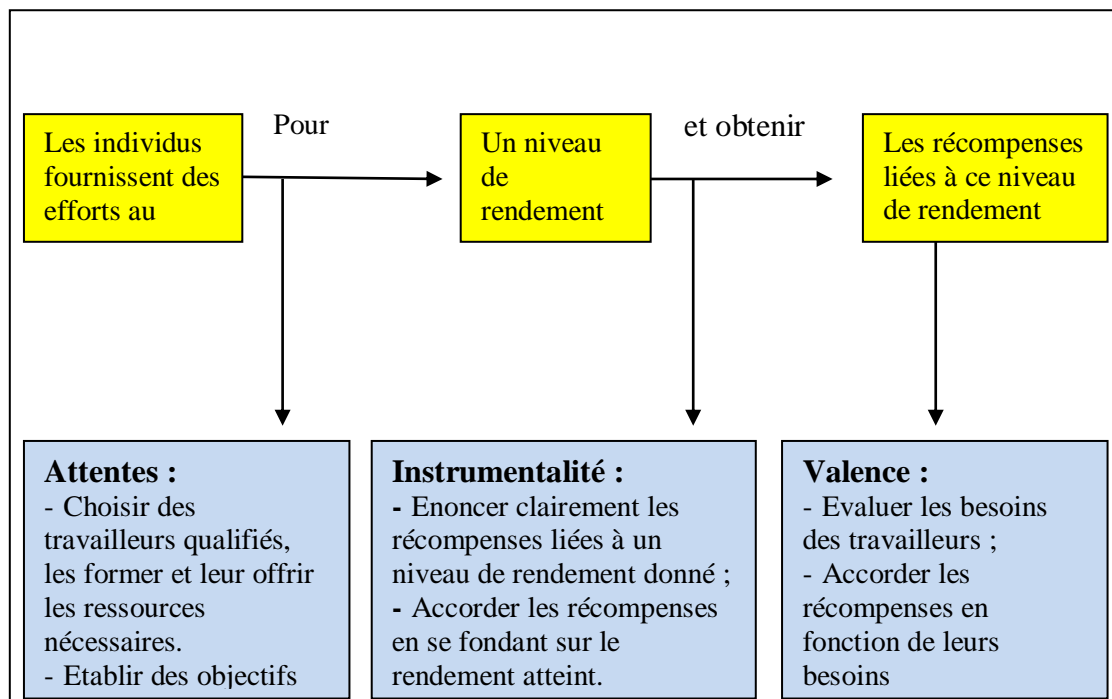 Les individus
fournissent des
efforts au
Pour
Un niveau
de
rendement
et obtenir
Les récompenses
liées à ce niveau
de rendement
Attentes :
- Choisir des
travailleurs qualifiés,
les former et leur offrir
les ressources
nécessaires.
- Etablir des objectifs
Instrumentalité :
- Enoncer clairement les
récompenses liées à un
niveau de rendement donné ;
- Accorder les récompenses
en se fondant sur le
rendement atteint.
Valence :
- Evaluer les besoins
des travailleurs ;
- Accorder les
récompenses en
fonction de leurs
besoins